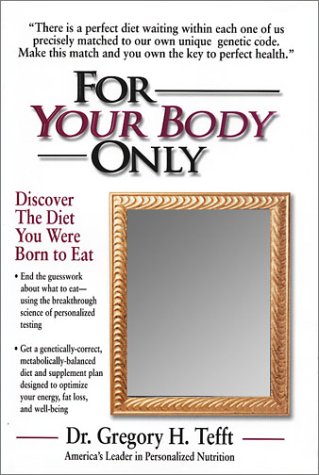 "There is a perfect diet waiting within each one of us
precisely matched to our own unique genetic code.
Make this match and you own the key to perfect health."
FOR
YOUR BODY
ONLY
Discover
The Diet
You Were
Born to Eat
• End the guesswork
about what to eat—
using the breakthrough
science of personalized
testing
• Get a genetically-correct,
metabolically-balanced
diet and supplement plan
designed to optimize
your energy, fat loss,
and well-being
Dr. Gregory H. Tefft
America's Leader in Personalized Nutrition